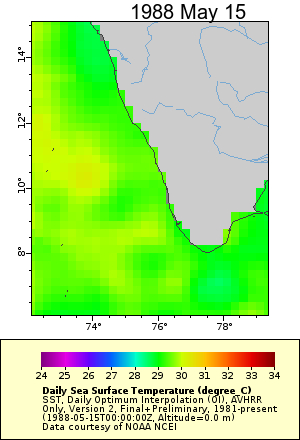 1988 May 15
14°
12°
10°
8°
74°
76°
78°
24 25 26 27 28 29 30 31 32 33 34
Daily Sea Surface Temperature (degree_C)
SST, Daily Optimum Interpolation (OI), AVHRR
Only, Version 2, Final+Preliminary, 1981-present
(1988-05-15T00:00:00Z, Altitude=0.0 m)
Data courtesy of NOAA NCEI